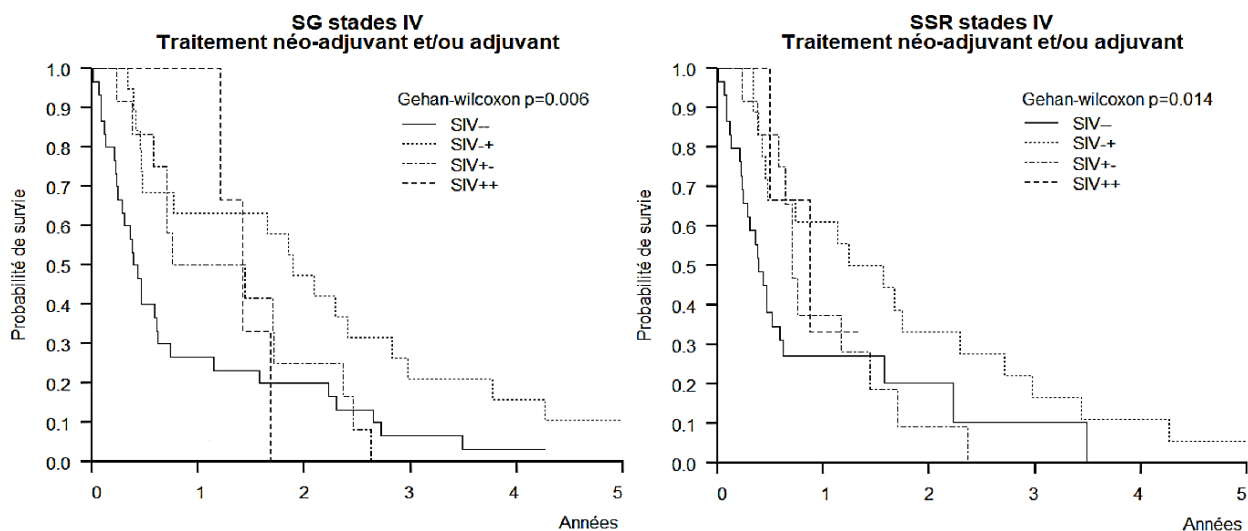 SG stades IV
Traitement néo-adjuvant et/ou adjuvant
Gehan-wilcoxon p=0.006
SIV--
SIV-+
SIV+-
SIV++
Probabilité de survie
1.0
0.9
0.8
0.7
0.6
0.5
0.4
0.3
0.2
0.1
0.0
0 1 2 3 4 5
Années
SSR stades IV
Traitement néo-adjuvant et/ou adjuvant
Gehan-wilcoxon p=0.014
SIV--
SIV-+
SIV+-
SIV++
Probabilité de survie
1.0
0.9
0.8
0.7
0.6
0.5
0.4
0.3
0.2
0.1
0.0
0 1 2 3 4 5
Années